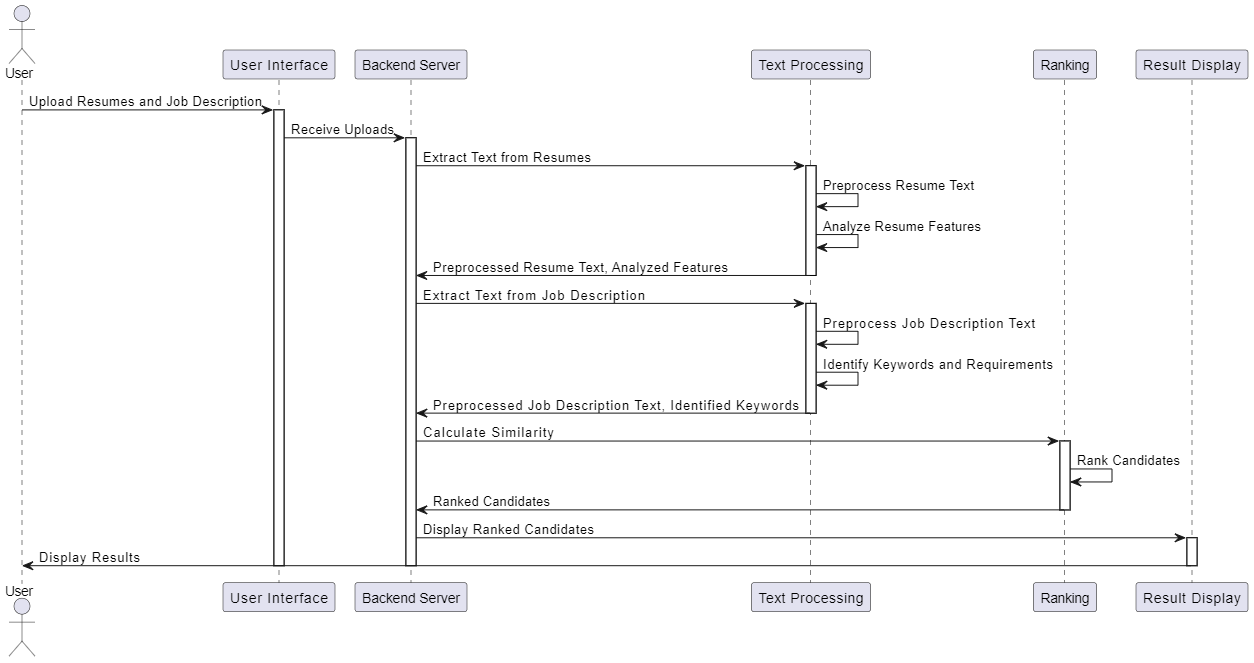 User
User Interface
Backend Server
Text Processing
Ranking
Result Display
Upload Resumes and Job Description
Receive Uploads
Extract Text from Resumes
Preprocess Resume Text
Analyze Resume Features
Preprocessed Resume Text, Analyzed Features
Extract Text from Job Description
Preprocess Job Description Text
Identify Keywords and Requirements
Preprocessed Job Description Text, Identified Keywords
Calculate Similarity
Rank Candidates
Ranked Candidates
Display Ranked Candidates
Display Results
User
User Interface
Backend Server
Text Processing
Ranking
Result Display